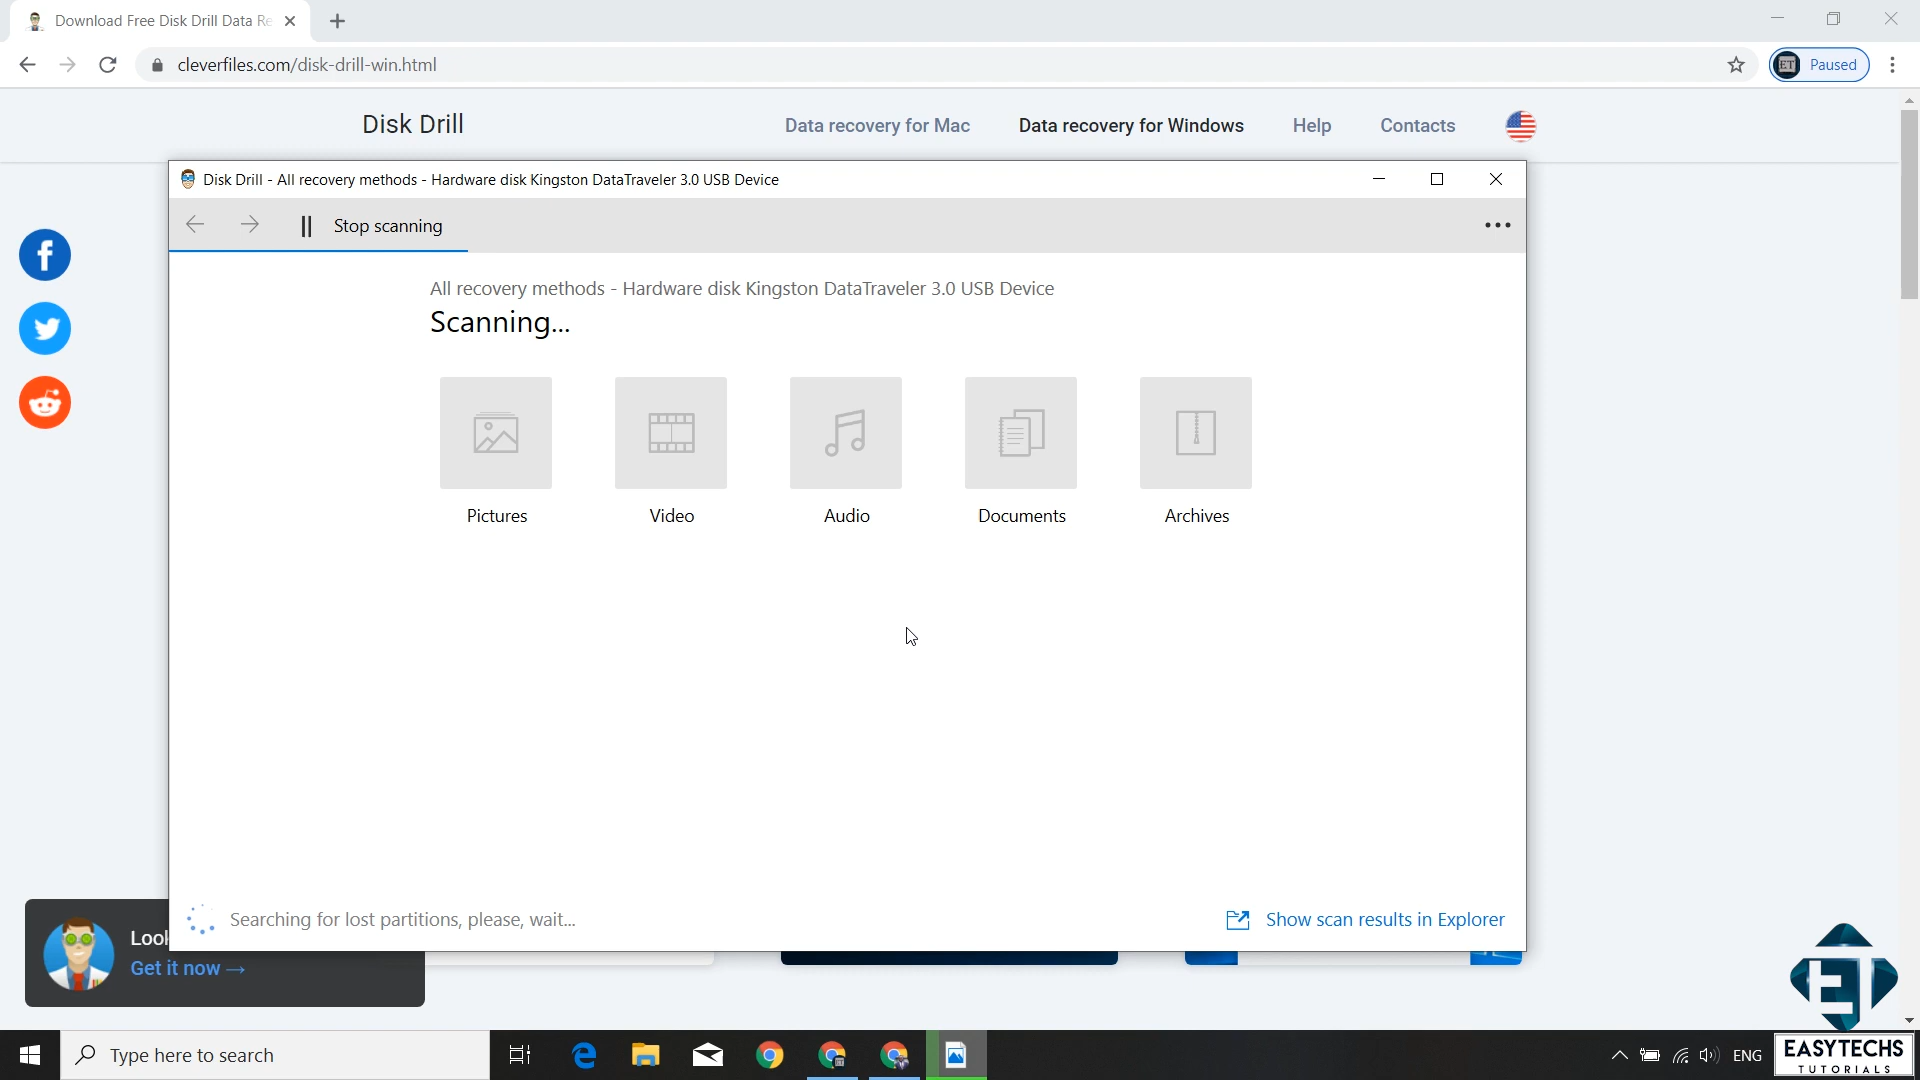 Download Free Disk Drill Data Re
cleverfiles.com/disk-drill-win.html
ET Paused
Disk Drill
Data recovery for Mac
Data recovery for Windows
Help
Contacts
Disk Drill - All recovery methods - Hardware disk Kingston DataTraveler 3.0 USB Device
Stop scanning
All recovery methods - Hardware disk Kingston DataTraveler 3.0 USB Device
Scanning...
Pictures
Video
Audio
Documents
Archives
Searching for lost partitions, please, wait...
Show scan results in Explorer
Look
Get it now →
ET
Type here to search
ENG
EASYTECHS
TUTORIALS